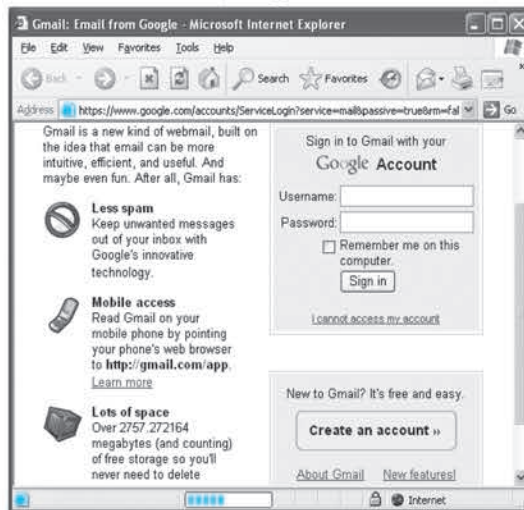 Gmail: Email from Google - Microsoft Internet Explorer
File Edit View Favorites Tools Help
Back Search Favorites
Address https://www.google.com/accounts/ServiceLogin?service=mail&passive=true&rm=fal Go
Gmail is a new kind of webmail, built on
the idea that email can be more
intuitive, efficient, and useful. And
maybe even fun. After all, Gmail has:
Less spam
Keep unwanted messages
out of your inbox with
Google's innovative
technology.
Mobile access
Read Gmail on your
mobile phone by pointing
your phone's web browser
to http://gmail.com/app.
Learn more
Lots of space
Over 2757.272164
megabytes (and counting)
of free storage so you'll
never need to delete
Sign in to Gmail with your
Google Account
Username:
Password:
Remember me on this
computer.
Sign in
I cannot access my account
New to Gmail? It's free and easy.
Create an account »
About Gmail New features!
Internet